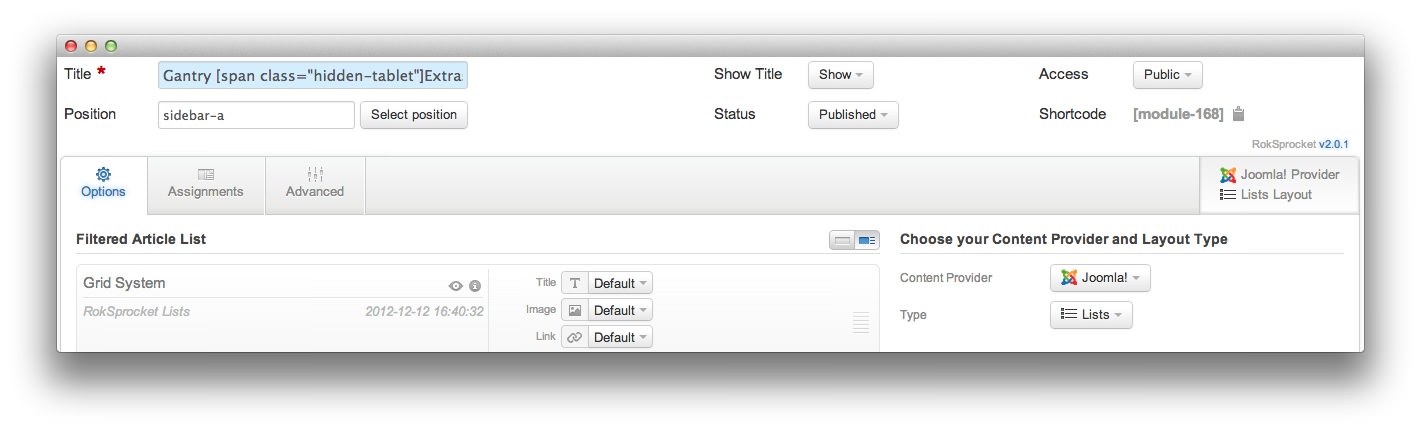 Title * Gantry [span class="hidden-tablet"]Extra Show Title Show Access Public
Position sidebar-a Select position Status Published Shortcode [module-168]
RokSprocket v2.0.1
Options Assignments Advanced
Joomla! Provider
Lists Layout
Filtered Article List
Choose your Content Provider and Layout Type
Grid System
RokSprocket Lists 2012-12-12 16:40:32
Title T Default
Image Default
Link Default
Content Provider Joomla!
Type Lists